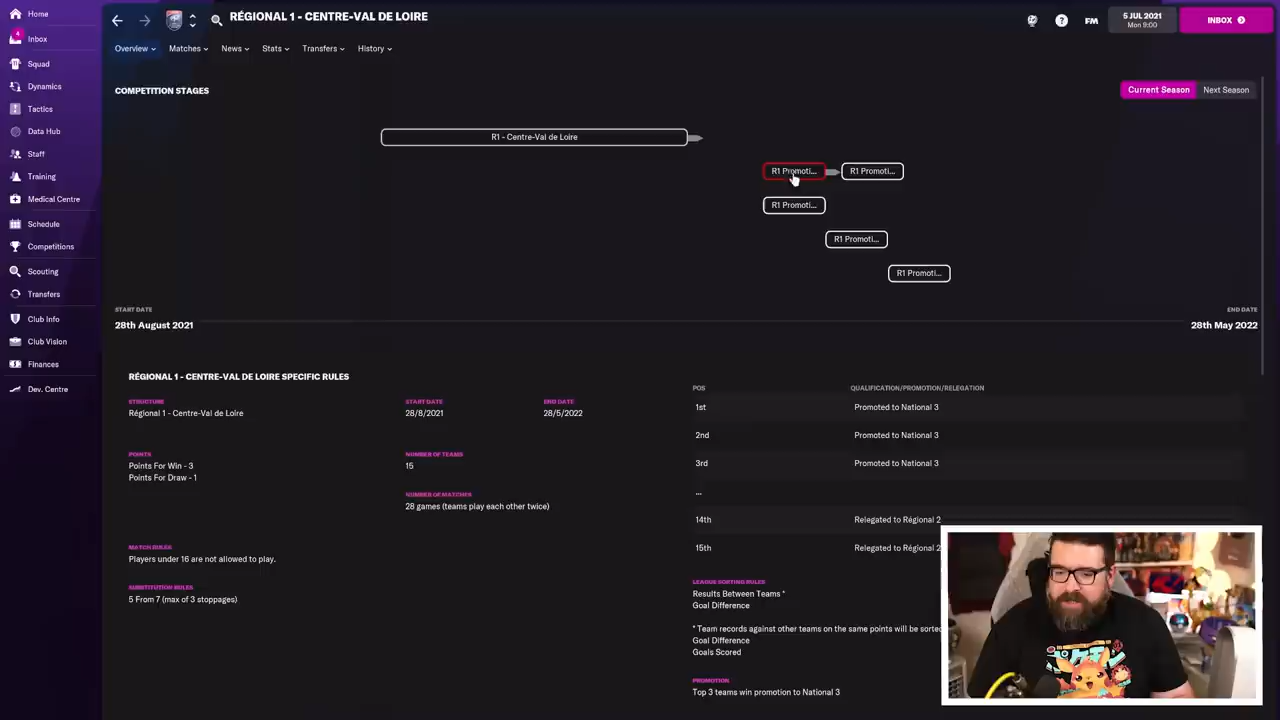 Home
RÉGIONAL 1 - CENTRE-VAL DE LOIRE
5 JUL 2021
Mon 9:00
FM
INBOX
4
Inbox
Overview
Matches
News
Stats
Transfers
History
Squad
Dynamics
Tactics
Data Hub
Staff
Training
Medical Centre
Schedule
Competitions
Scouting
Transfers
Club Info
Club Vision
Finances
Dev. Centre
COMPETITION STAGES
Current Season
Next Season
R1 - Centre-Val de Loire
R1 Promoti...
R1 Promoti...
R1 Promoti...
R1 Promoti...
R1 Promoti...
START DATE
28th August 2021
END DATE
28th May 2022
RÉGIONAL 1 - CENTRE-VAL DE LOIRE SPECIFIC RULES
STRUCTURE
Régional 1 - Centre-Val de Loire
START DATE
28/8/2021
END DATE
28/5/2022
POINTS
Points For Win - 3
Points For Draw - 1
NUMBER OF TEAMS
15
NUMBER OF MATCHES
28 games (teams play each other twice)
MATCH RULES
Players under 16 are not allowed to play.
SUBSTITUTION RULES
5 From 7 (max of 3 stoppages)
POS QUALIFICATION/PROMOTION/RELEGATION
1st Promoted to National 3
2nd Promoted to National 3
3rd Promoted to National 3
...
14th Relegated to Régional 2
15th Relegated to Régional 2
LEAGUE SORTING RULES
Results Between Teams *
Goal Difference
* Team records against other teams on the same points will be sorted
Goal Difference
Goals Scored
PROMOTION
Top 3 teams win promotion to National 3